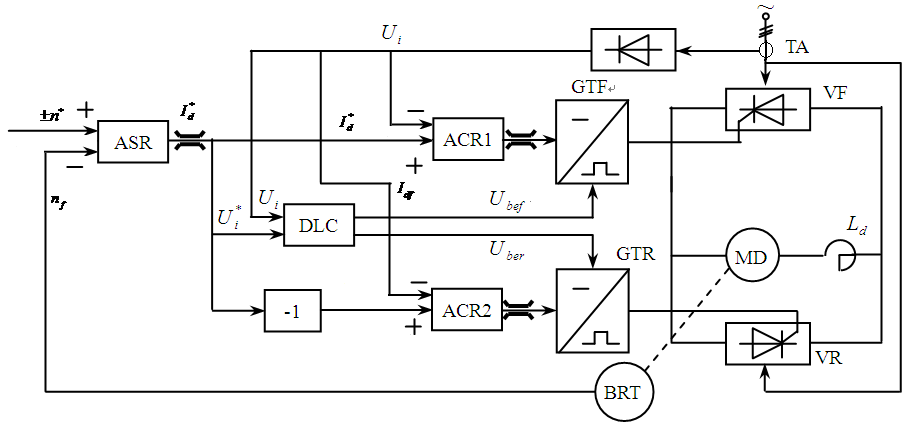 ~
U_i
TA
GTF
VF
±n* +
I_d^*
I_d^*
−
−
ASR
ACR1
−
+
n_f
U_i
I_df
U_i^*
DLC
U_bef
L_d
U_ber
GTR
MD
−
−
-1
ACR2
+
VR
BRT